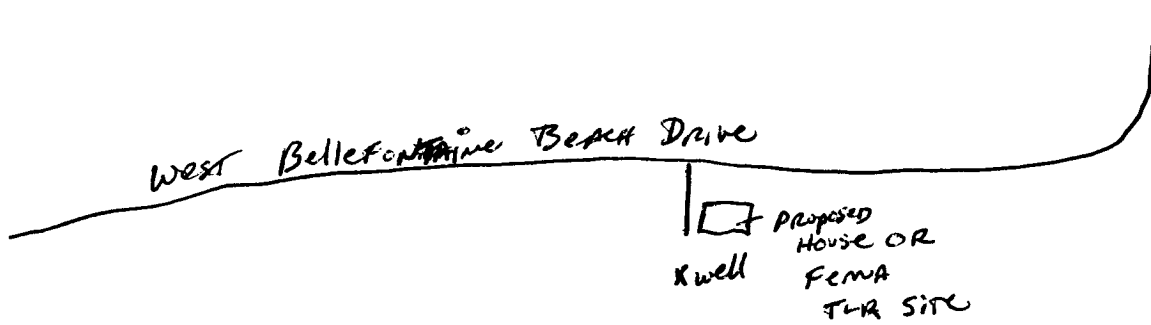 West Bellefontaine Beach Drive
Proposed
House or
x well
Fema
TLR Site